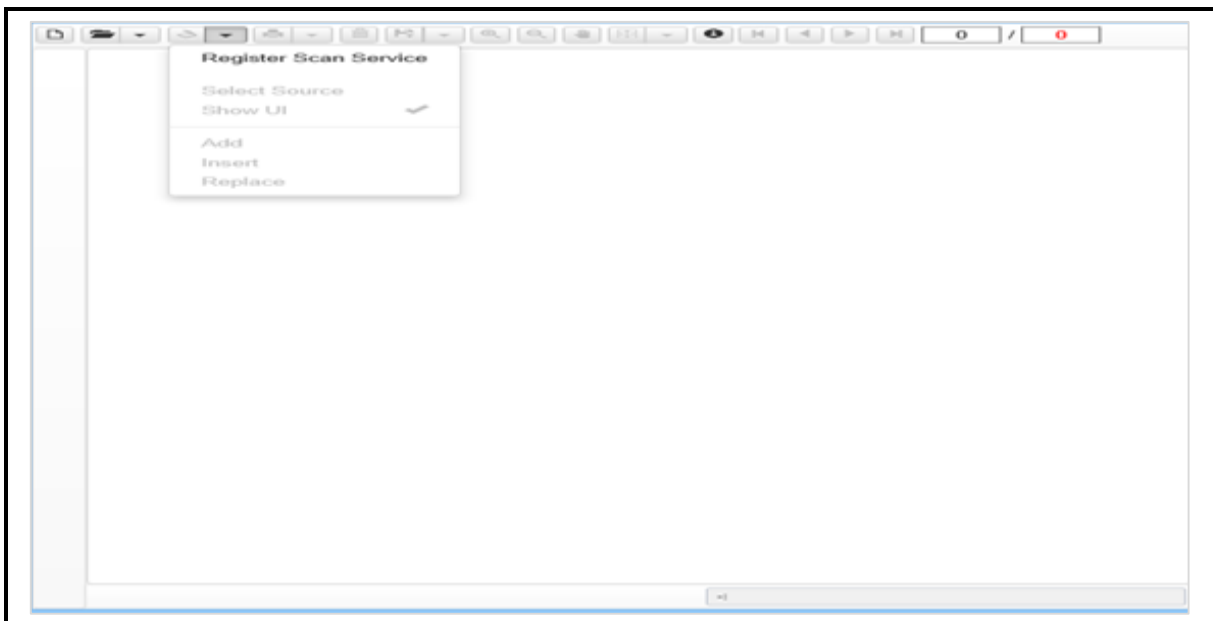 0 / 0
Register Scan Service
Select Source
Show UI
Add
Insert
Replace